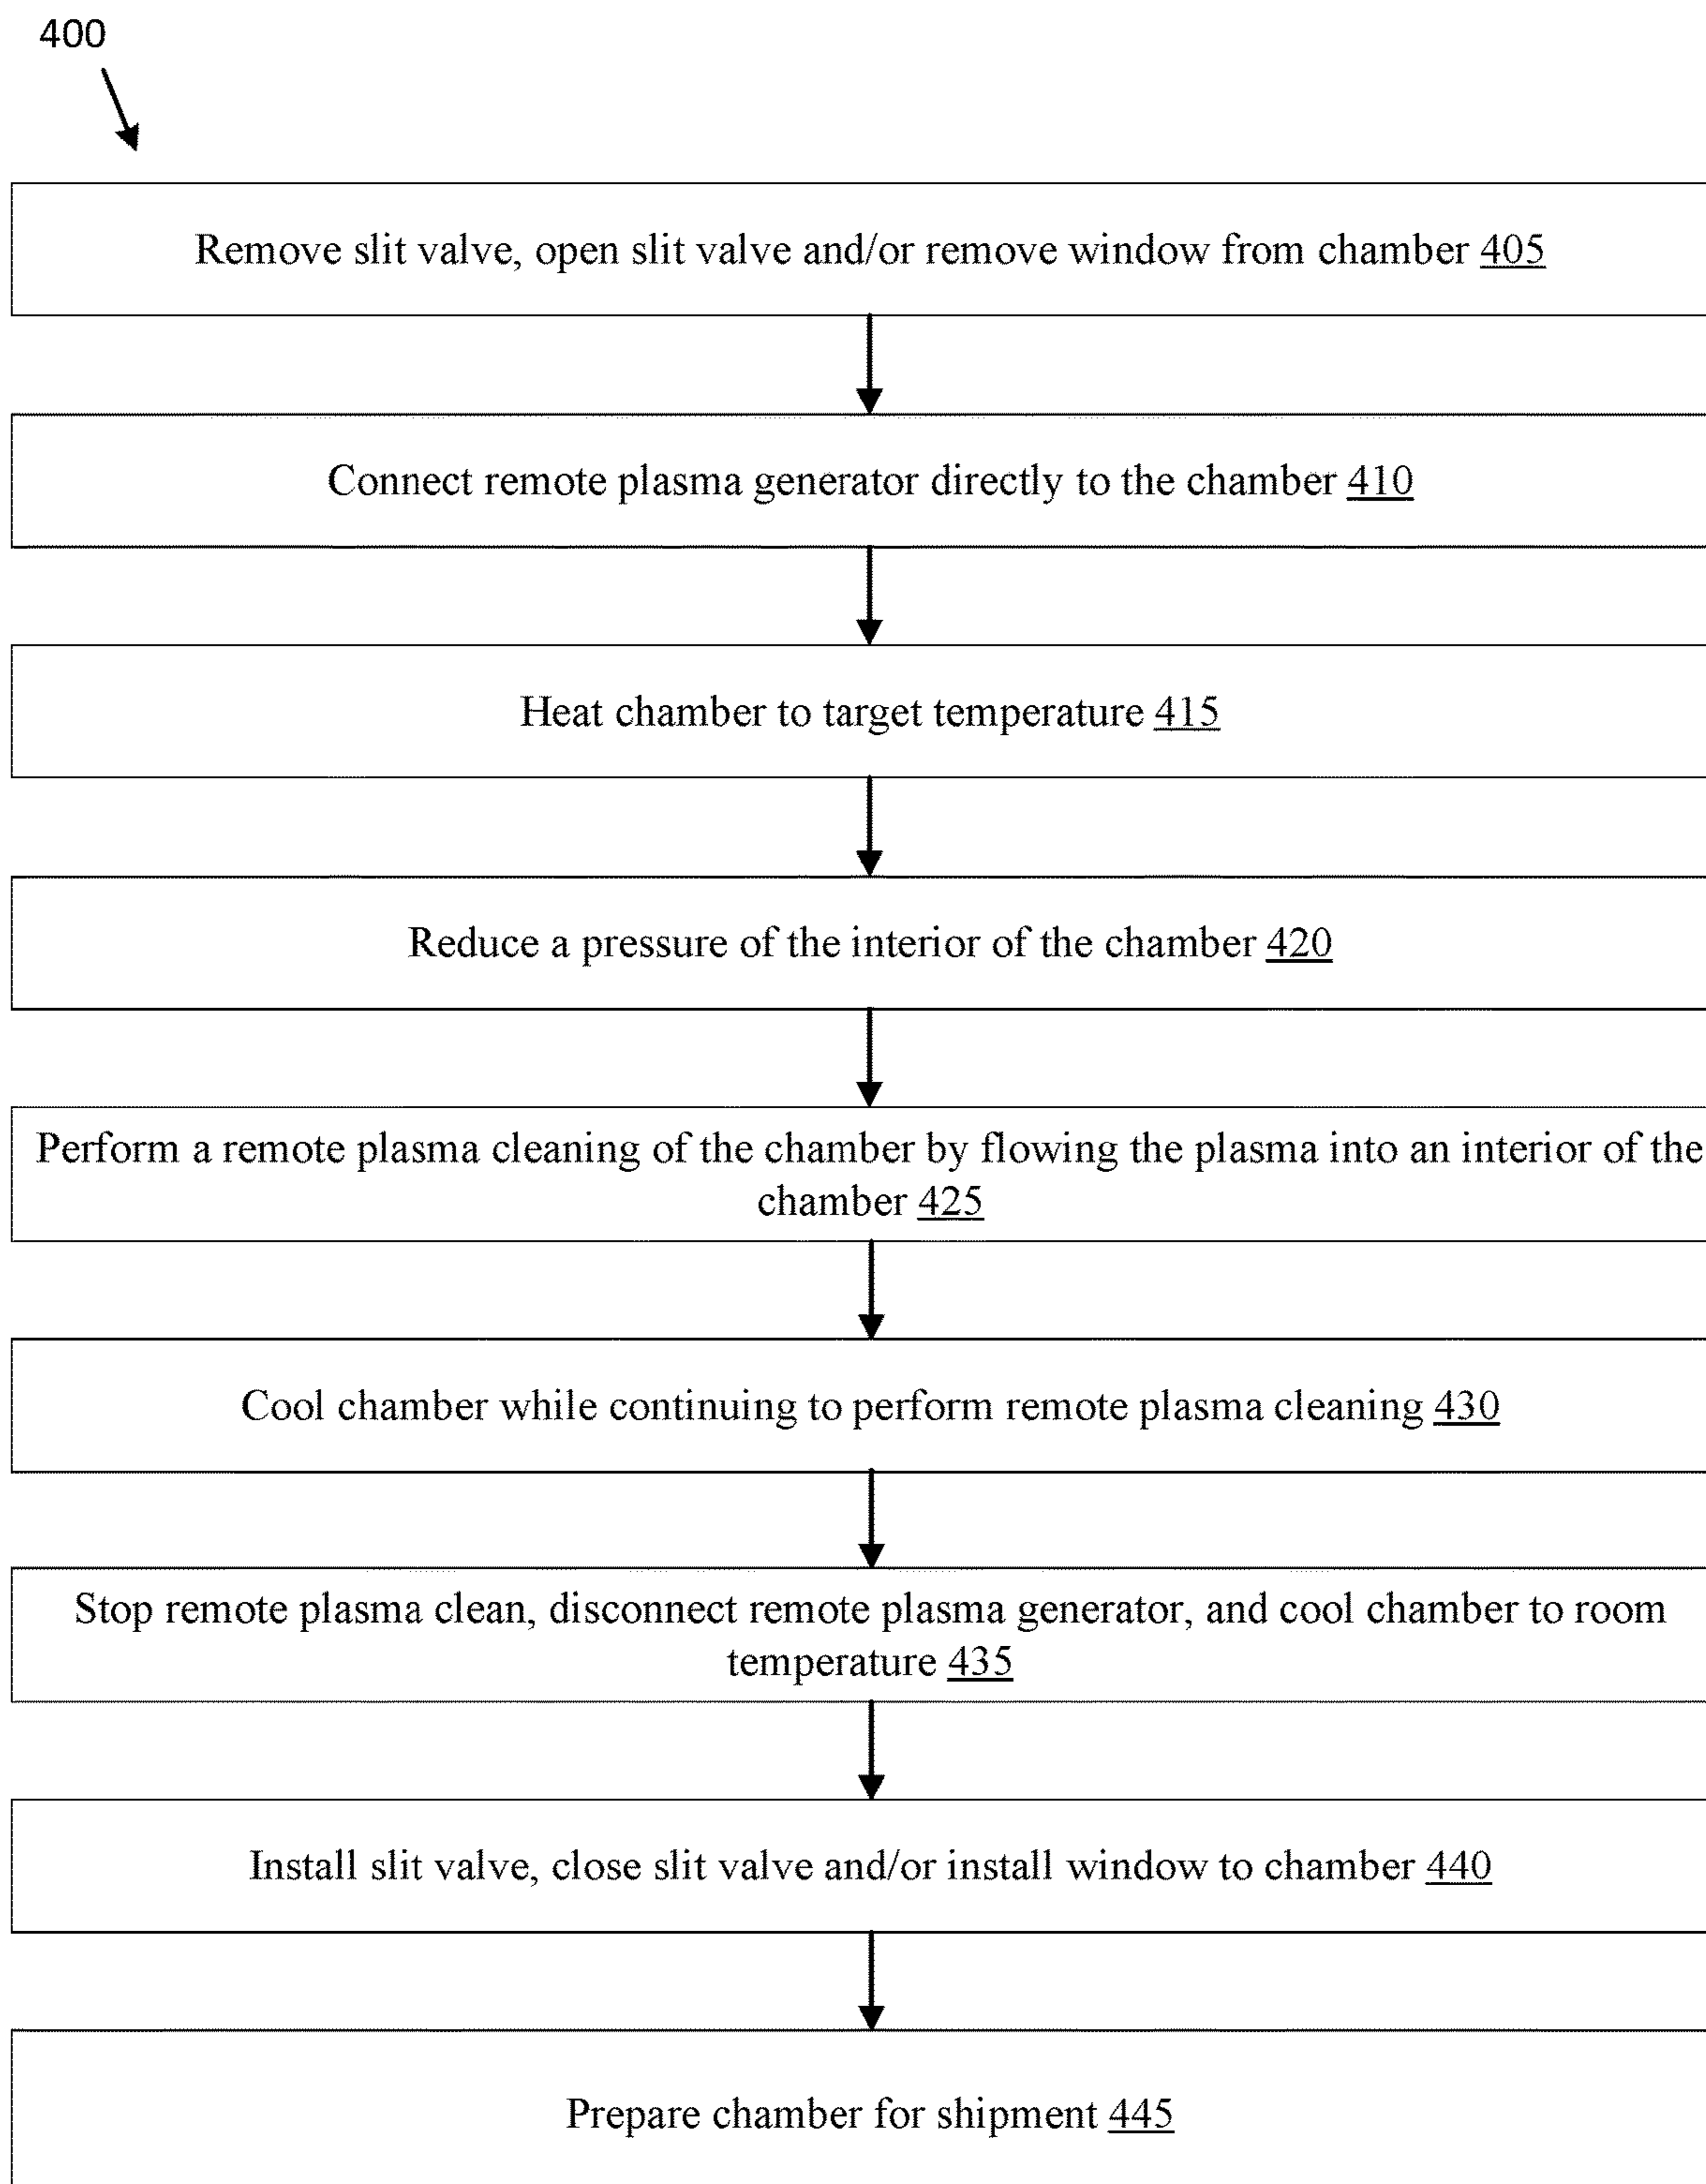 400
Remove slit valve, open slit valve and/or remove window from chamber 405
Connect remote plasma generator directly to the chamber 410
Heat chamber to target temperature 415
Reduce a pressure of the interior of the chamber 420
Perform a remote plasma cleaning of the chamber by flowing the plasma into an interior of the
chamber 425
Cool chamber while continuing to perform remote plasma cleaning 430
Stop remote plasma clean, disconnect remote plasma generator, and cool chamber to room
temperature 435
Install slit valve, close slit valve and/or install window to chamber 440
Prepare chamber for shipment 445